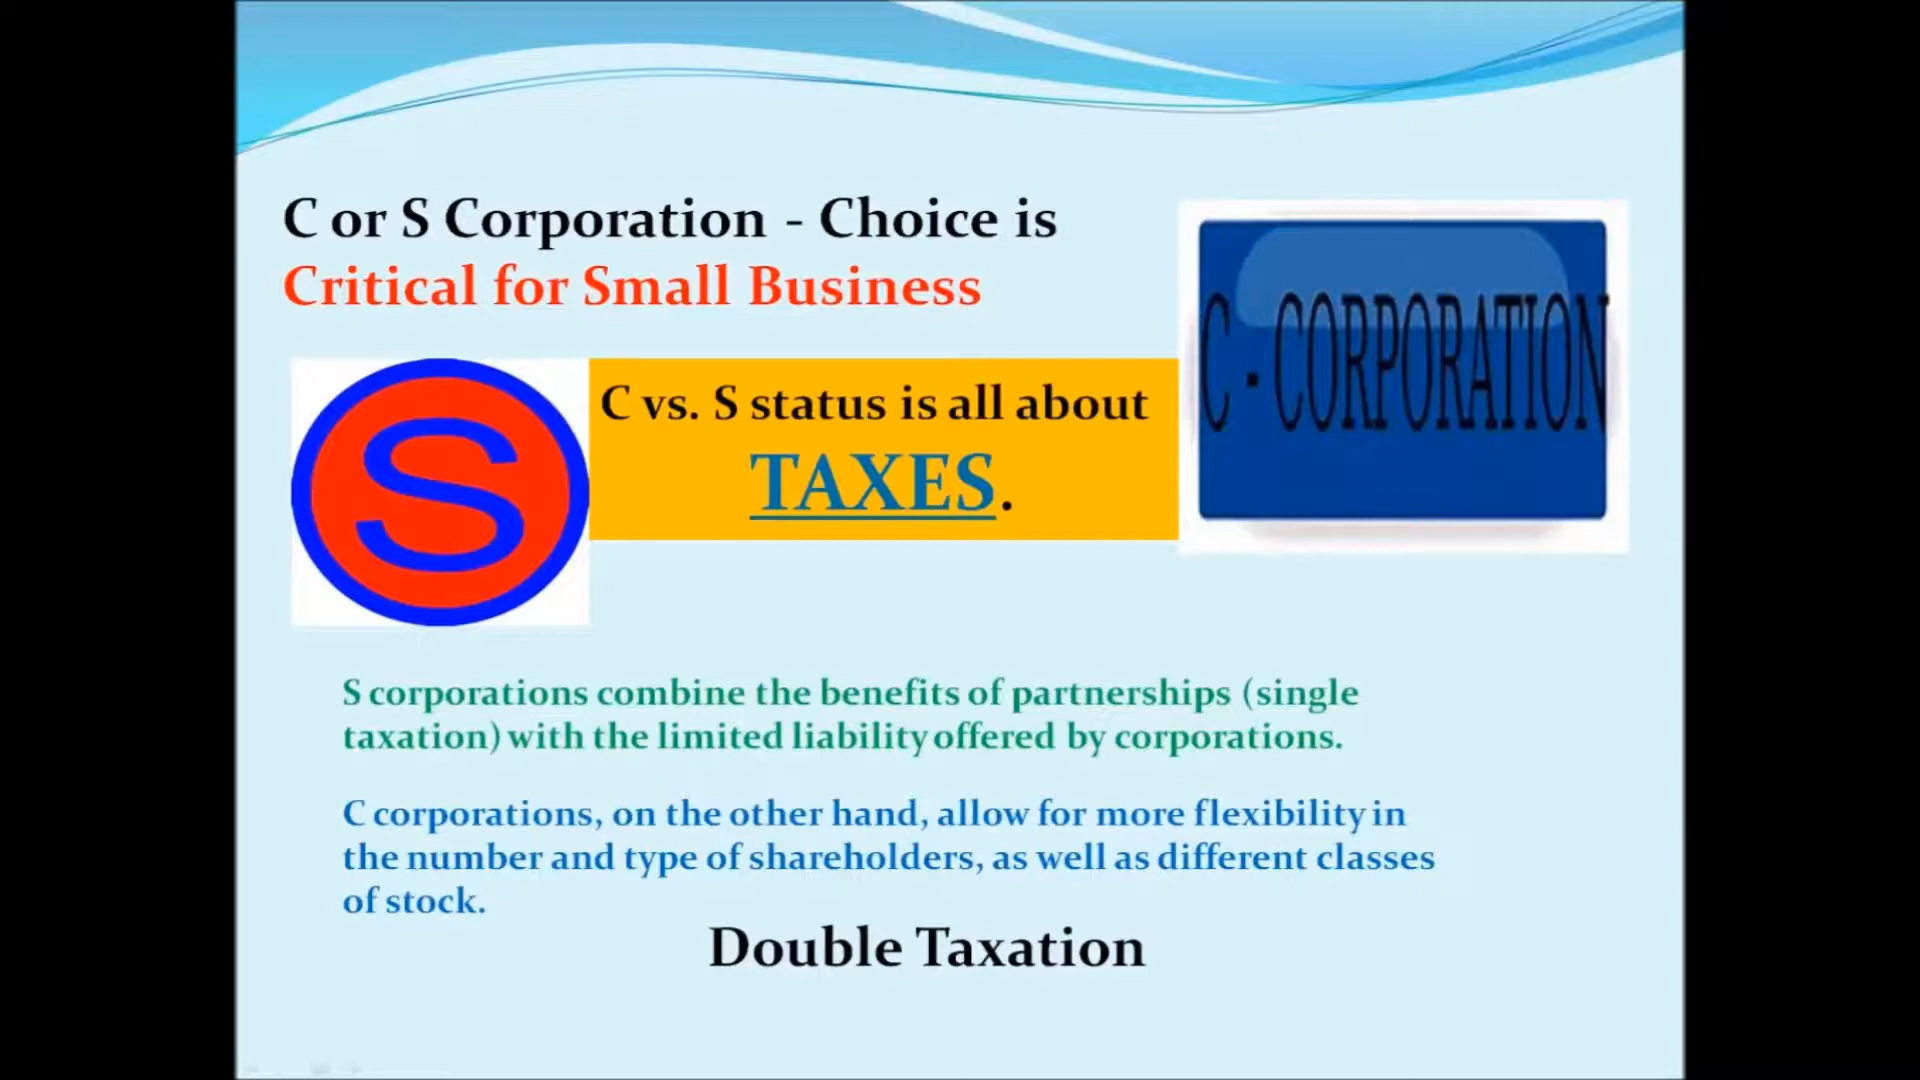 C or S Corporation - Choice is
Critical for Small Business
C - CORPORATION
S
C vs. S status is all about
TAXES.
S corporations combine the benefits of partnerships (single
taxation) with the limited liability offered by corporations.
C corporations, on the other hand, allow for more flexibility in
the number and type of shareholders, as well as different classes
of stock.
Double Taxation